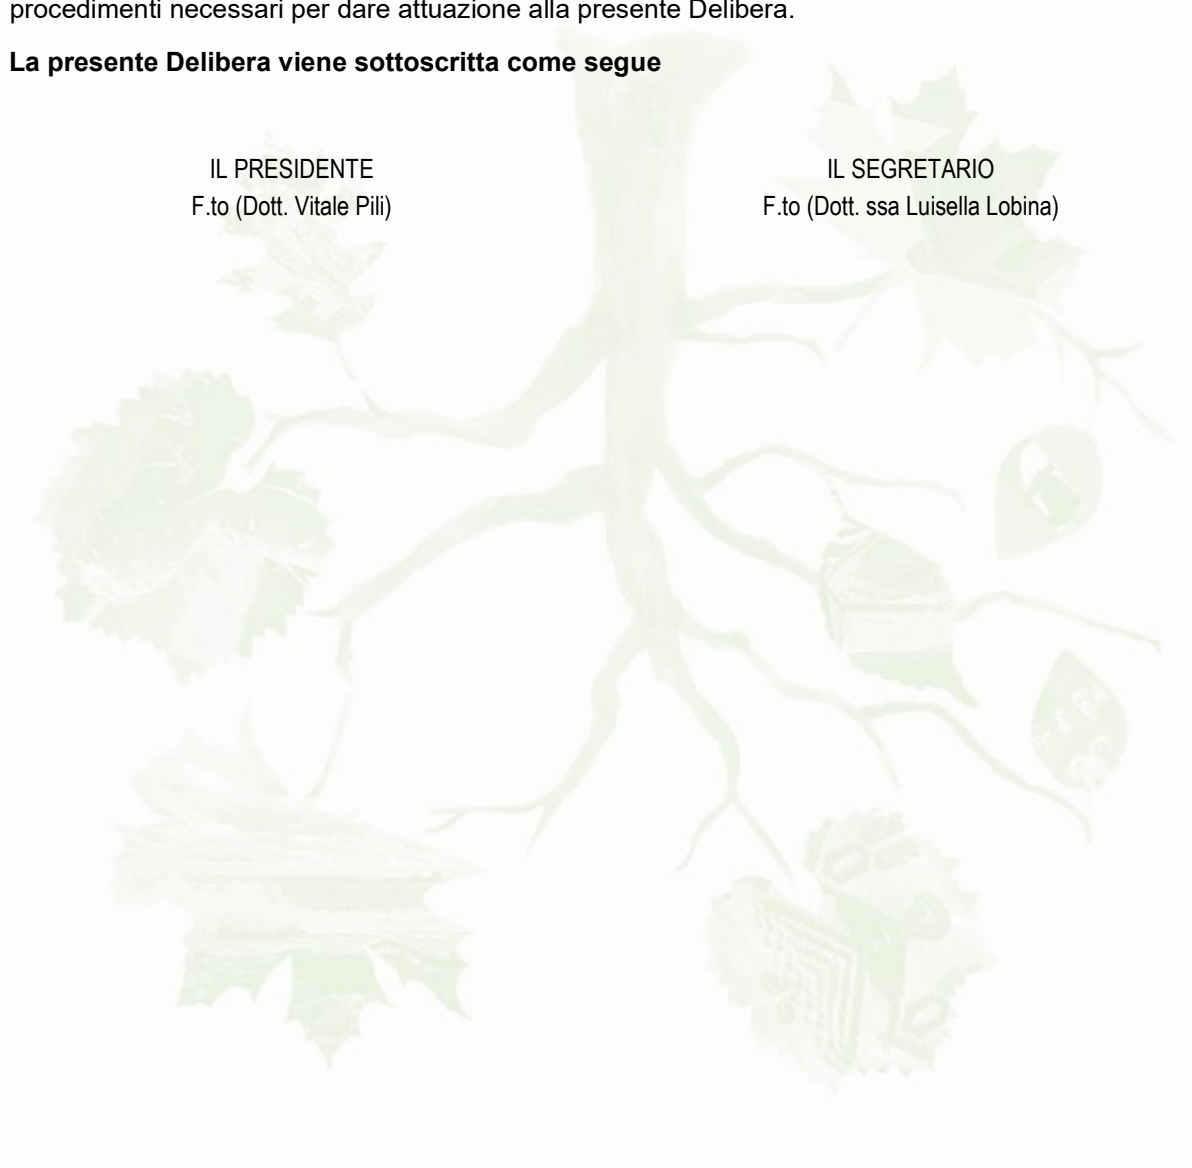 procedimenti necessari per dare attuazione alla presente Delibera.
La presente Delibera viene sottoscritta come segue
IL PRESIDENTE
F.to (Dott. Vitale Pili)
IL SEGRETARIO
F.to (Dott. ssa Luisella Lobina)